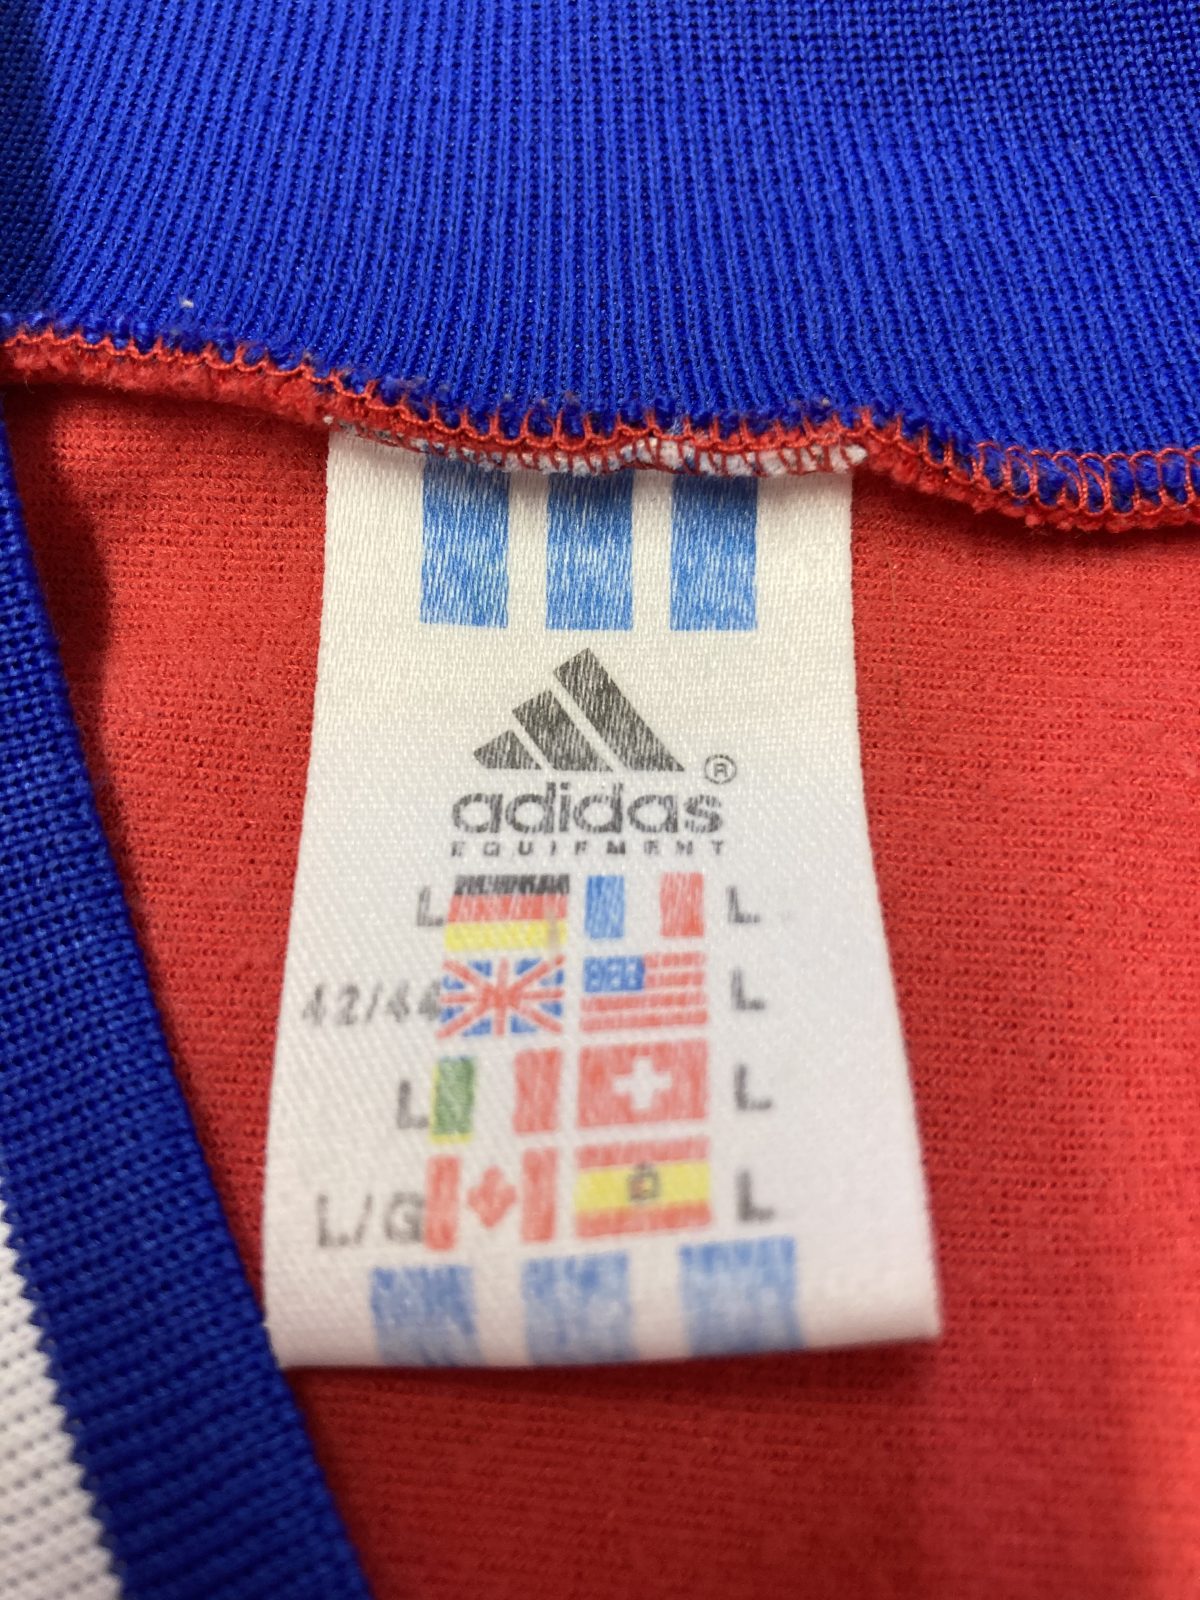 ®
adidas
EQUIPMENT
L L
42/44 L
L L
L/G L